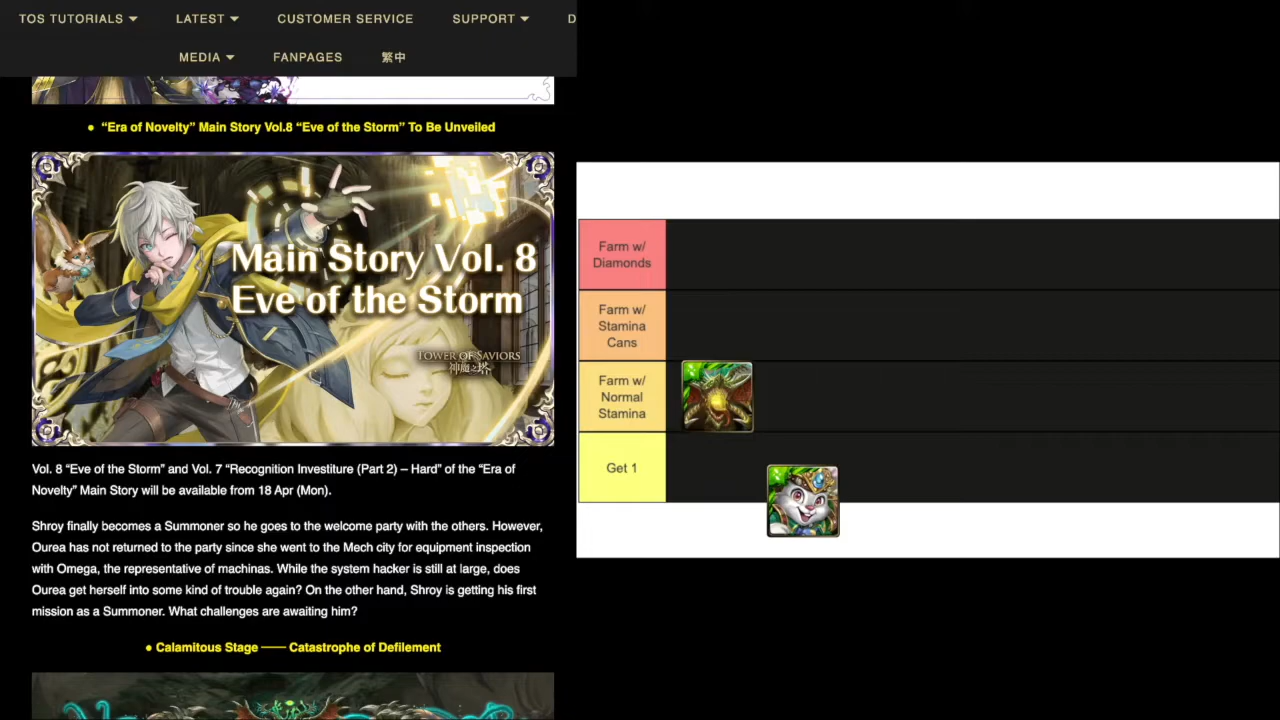 TOS TUTORIALS
LATEST
CUSTOMER SERVICE
SUPPORT
D
MEDIA
FANPAGES
繁中
● “Era of Novelty” Main Story Vol.8 “Eve of the Storm” To Be Unveiled
Main Story Vol. 8
Eve of the Storm
TOWER OF SAVIORS
神魔之塔
Vol. 8 “Eve of the Storm” and Vol. 7 “Recognition Investiture (Part 2) – Hard” of the “Era of
Novelty” Main Story will be available from 18 Apr (Mon).
Shroy finally becomes a Summoner so he goes to the welcome party with the others. However,
Ourea has not returned to the party since she went to the Mech city for equipment inspection
with Omega, the representative of machinas. While the system hacker is still at large, does
Ourea get herself into some kind of trouble again? On the other hand, Shroy is getting his first
mission as a Summoner. What challenges are awaiting him?
● Calamitous Stage —— Catastrophe of Defilement
Farm w/
Diamonds
Farm w/
Stamina
Cans
Farm w/
Normal
Stamina
Get 1